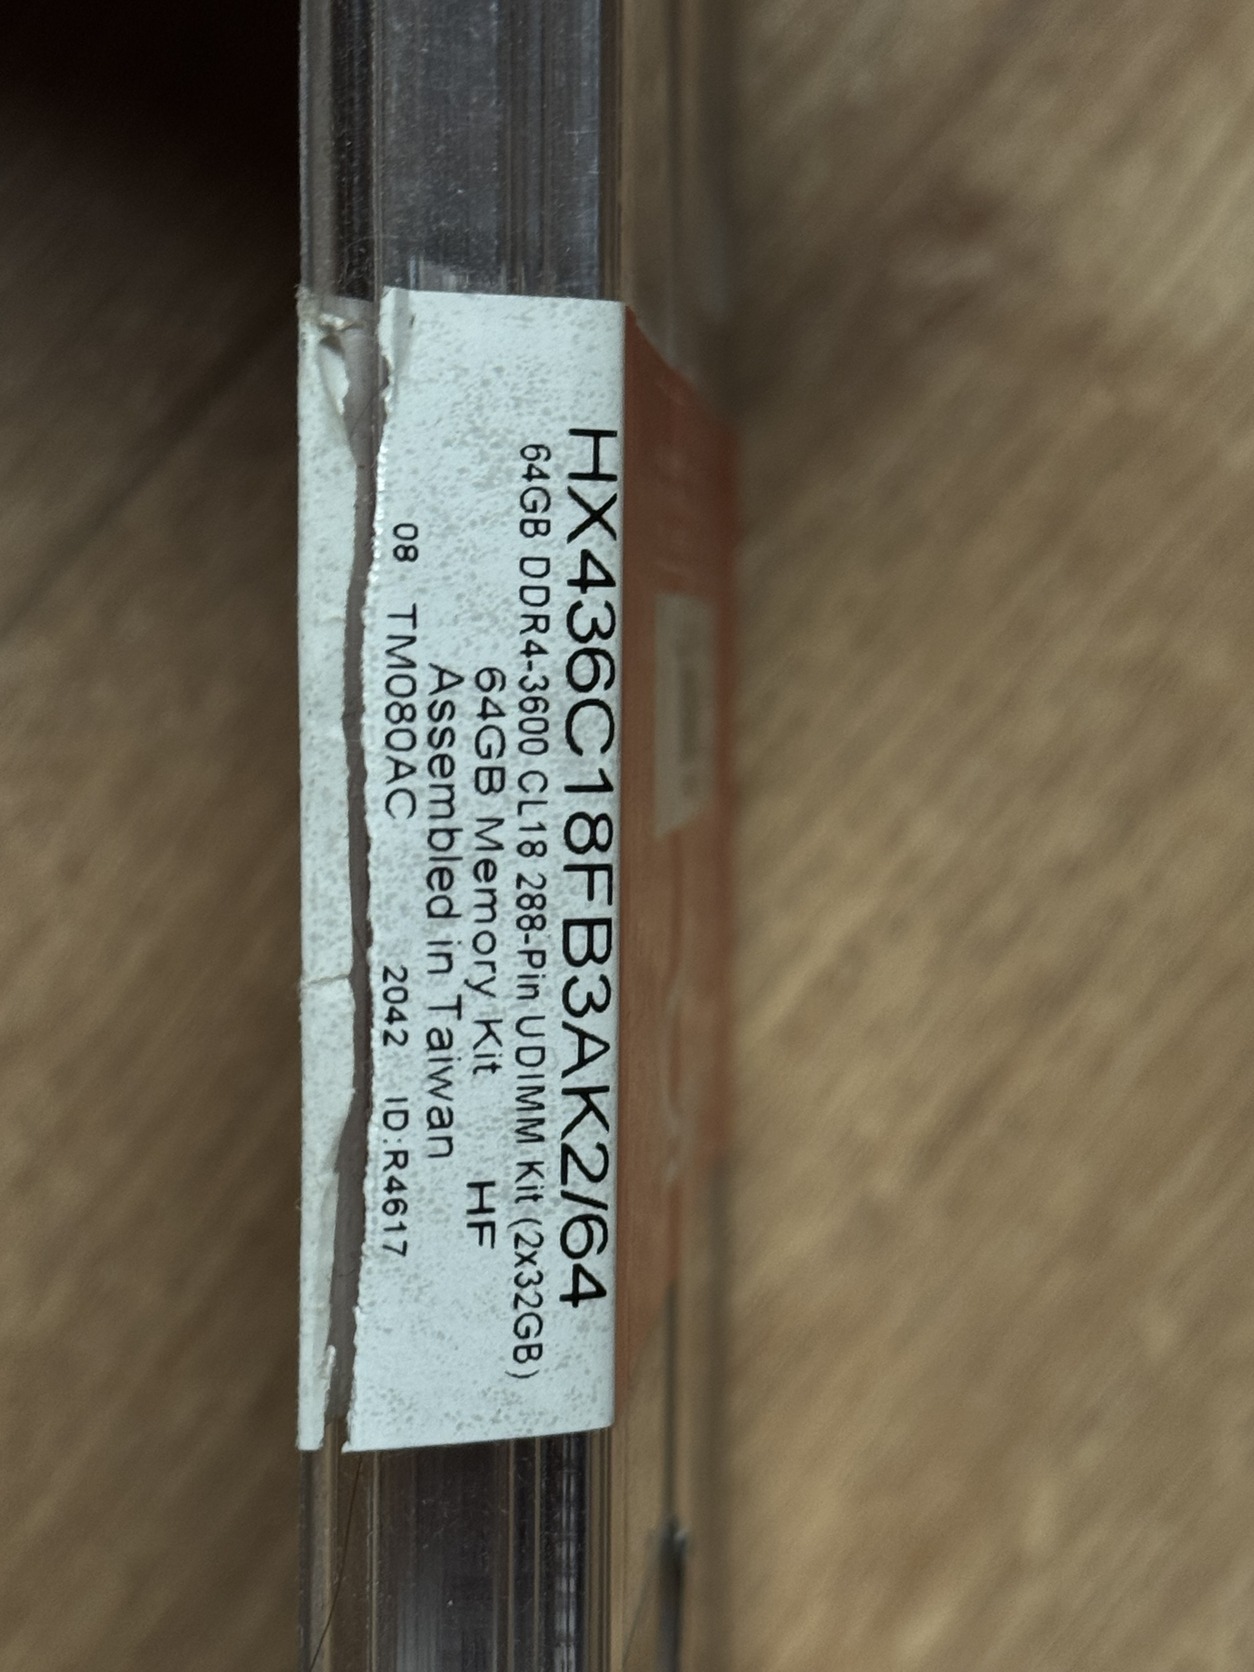 HX436C18FB3AK2/64
64GB DDR4-3600 CL18 288-Pin UDIMM Kit (2x32GB)
64GB Memory Kit HF
Assembled in Taiwan
08 TM080AC 2042 ID:R4617